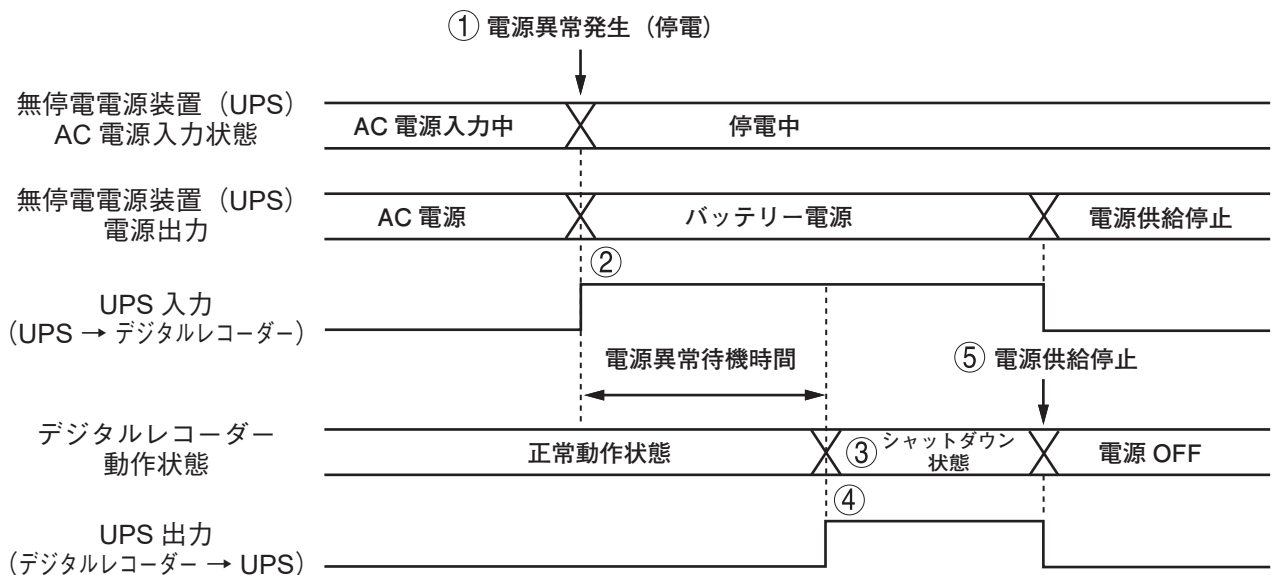 ① 電源異常発生（停電）
無停電電源装置（UPS）
AC 電源入力状態
AC 電源入力中
停電中
無停電電源装置（UPS）
電源出力
AC 電源
バッテリー電源
電源供給停止
②
UPS 入力
（UPS → デジタルレコーダー）
電源異常待機時間
⑤ 電源供給停止
デジタルレコーダー
動作状態
正常動作状態
③ シャットダウン
状態
電源 OFF
④
UPS 出力
（デジタルレコーダー → UPS）